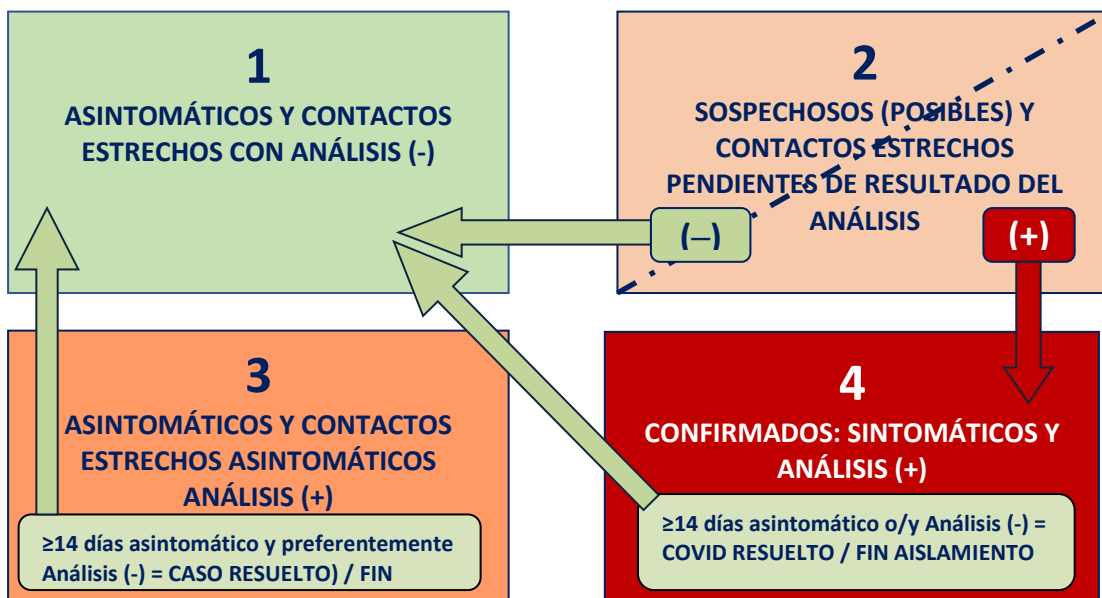 1
ASINTOMÁTICOS Y CONTACTOS
ESTRECHOS CON ANÁLISIS (-)
2
SOSPECHOSOS (POSIBLES) Y
CONTACTOS ESTRECHOS
PENDIENTES DE RESULTADO DEL
ANÁLISIS
(—)
(+)
3
ASINTOMÁTICOS Y CONTACTOS
ESTRECHOS ASINTOMÁTICOS
ANÁLISIS (+)
≥14 días asintomático y preferentemente
Análisis (-) = CASO RESUELTO) / FIN
4
CONFIRMADOS: SINTOMÁTICOS Y
ANÁLISIS (+)
≥14 días asintomático o/y Análisis (-) =
COVID RESUELTO / FIN AISLAMIENTO